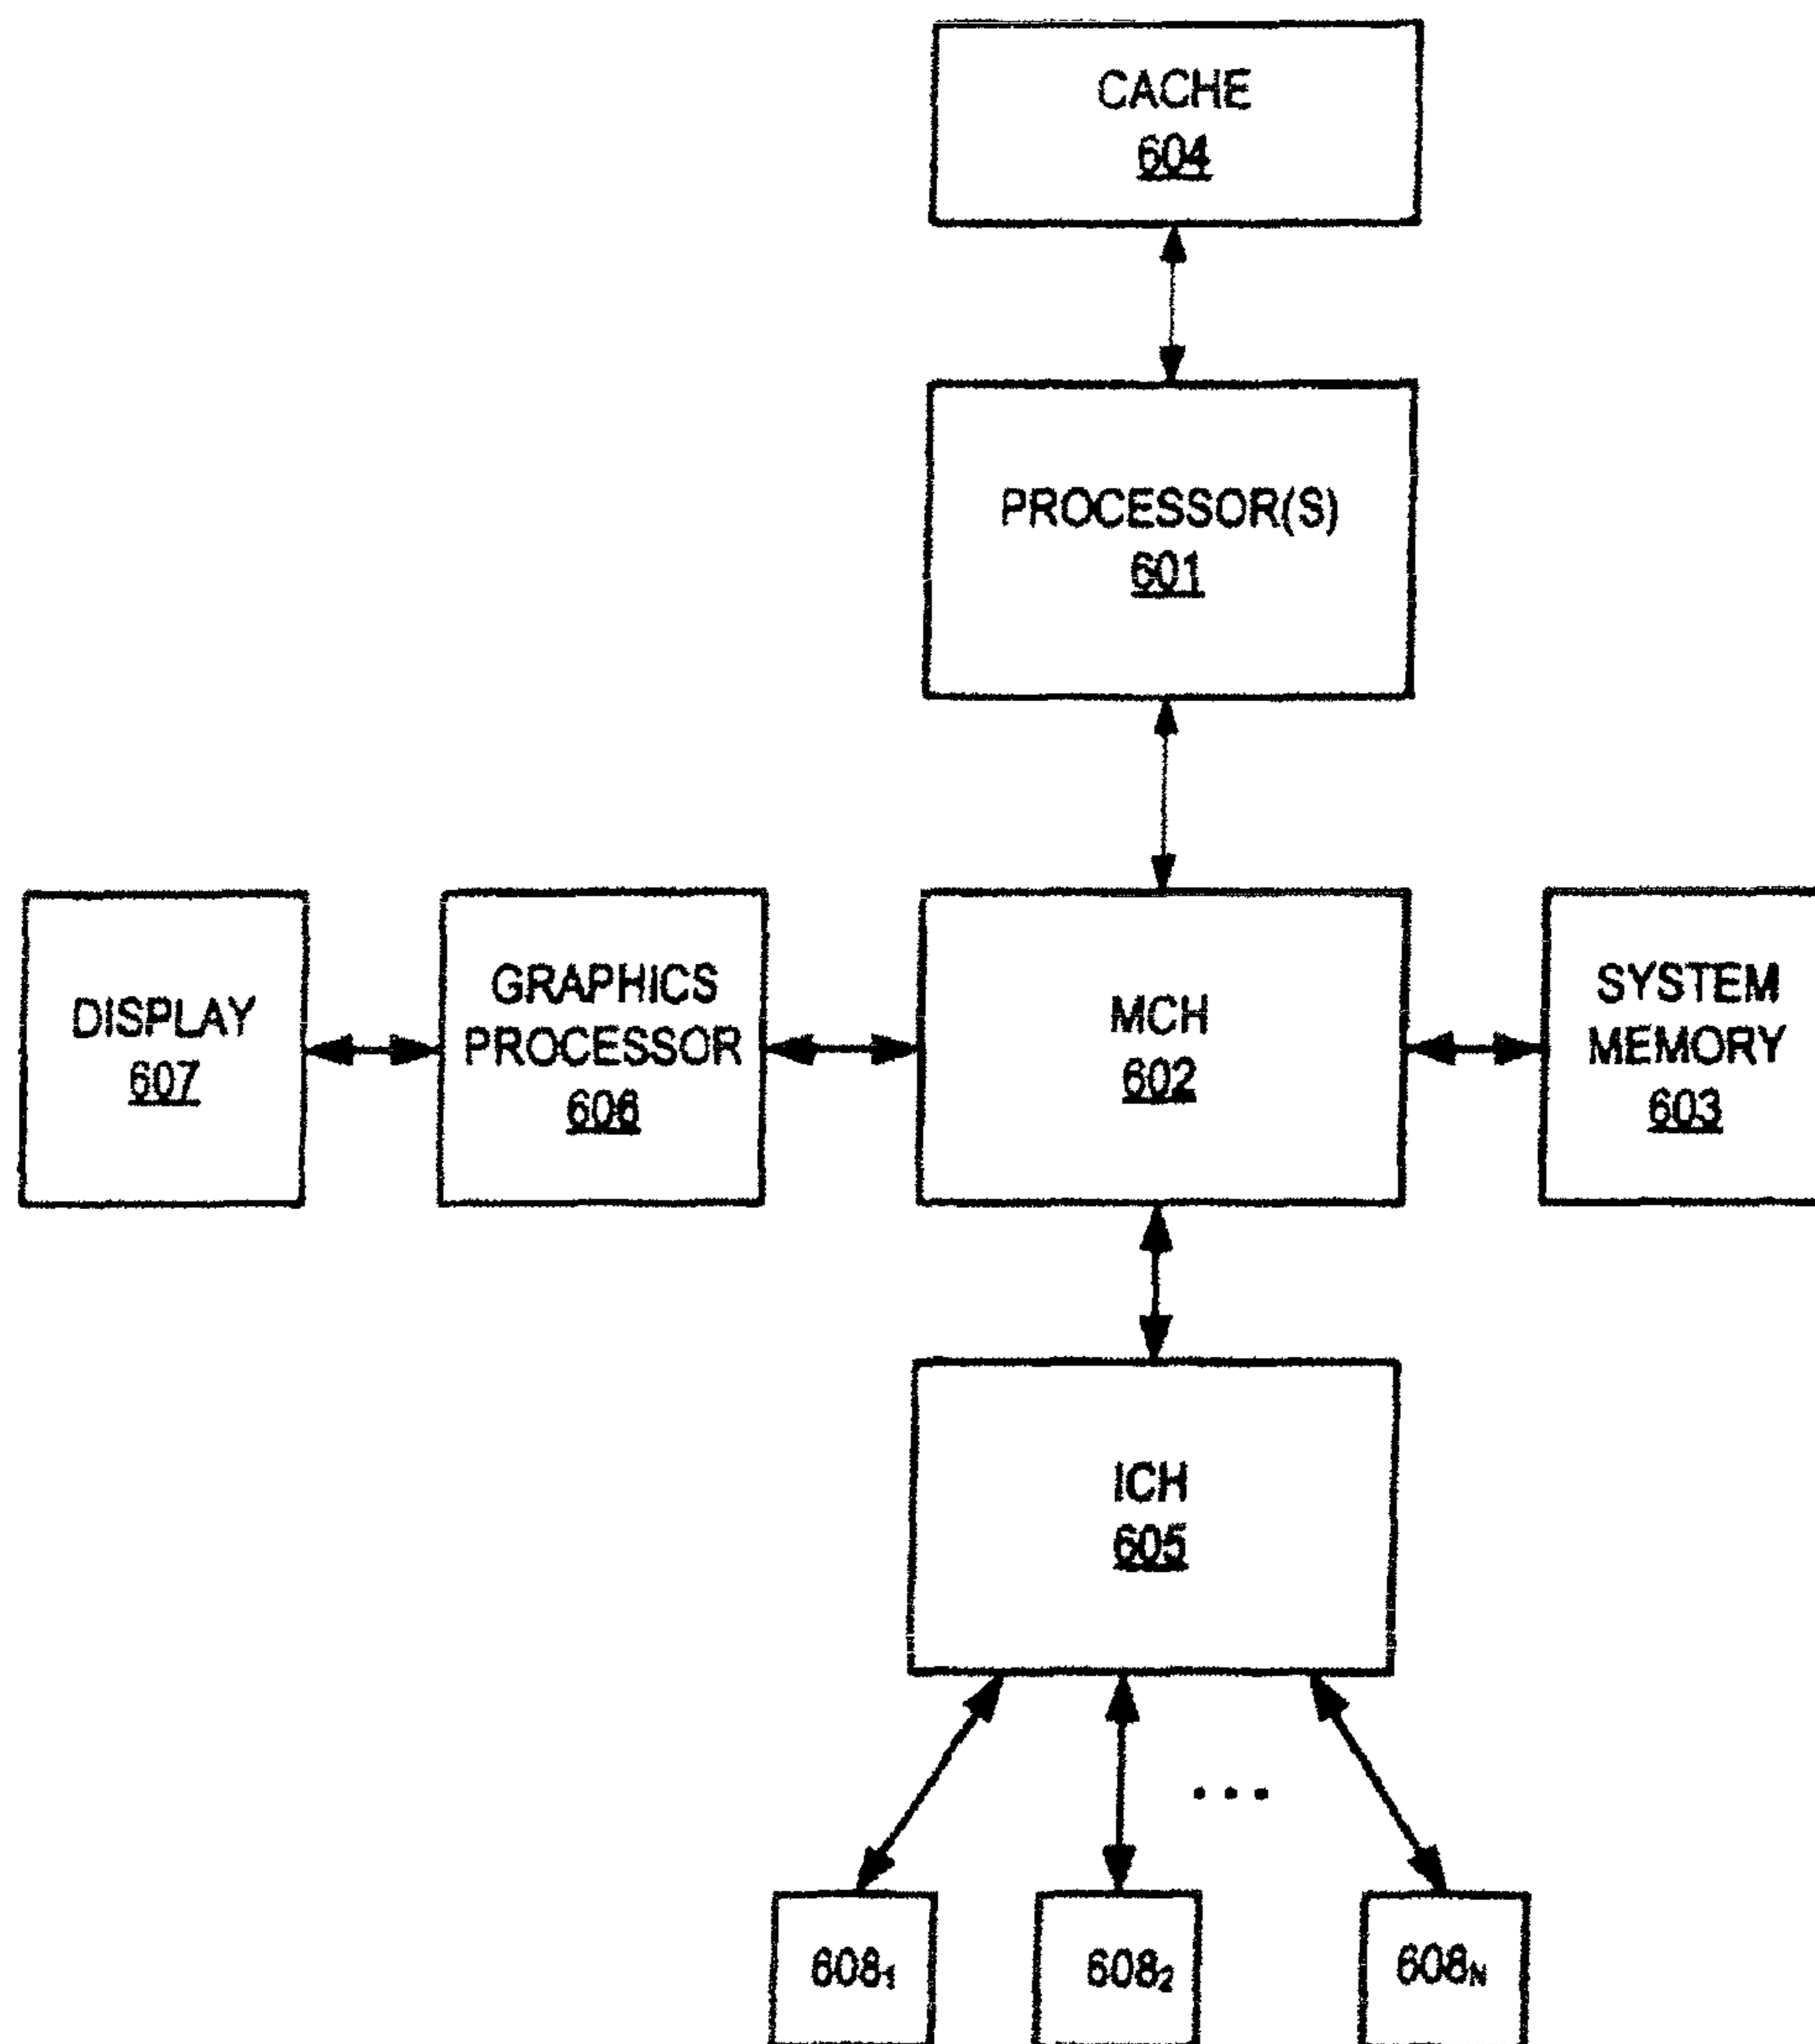 CACHE
604
PROCESSOR(S)
601
DISPLAY
607
GRAPHICS
PROCESSOR
606
MCH
602
SYSTEM
MEMORY
603
ICH
605
...
608₁
608₂
608ₙ